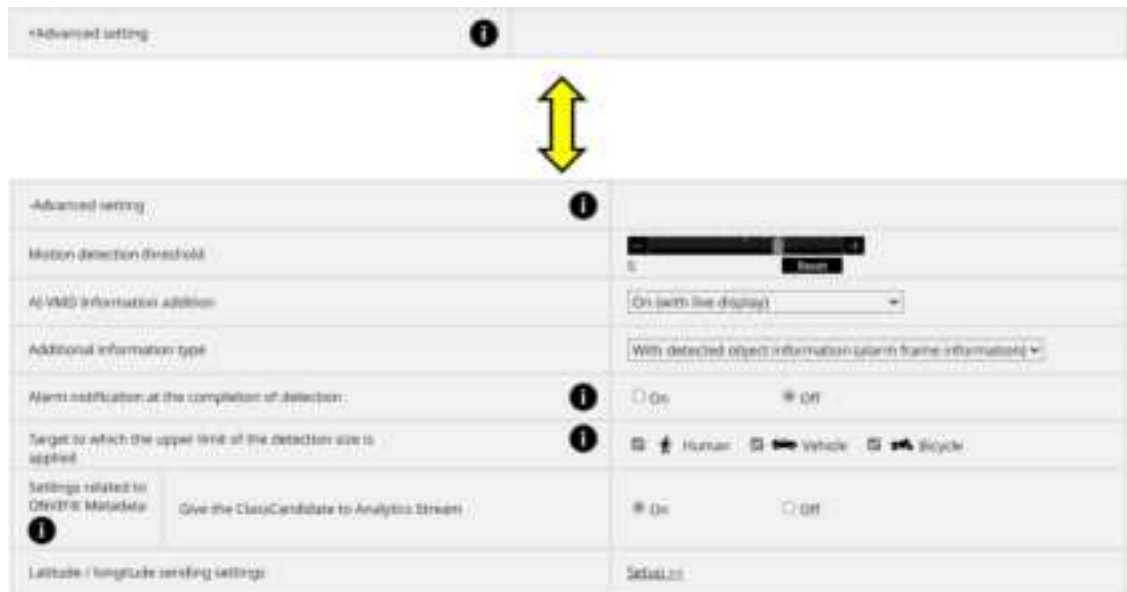 +Advanced setting
-Advanced setting
Motion detection threshold
Reset
AI-VMD information addition
On (with live display)
Additional information type
With detected object information (alarm frame information)
Alarm notification at the completion of detection
On Off
Target to which the upper limit of the detection size is
applied
Human Vehicle Bicycle
Settings related to
ONVIF® Metadata
Give the ClassCandidate to Analytics Stream
On Off
Latitude / longitude sending settings
Setup >>